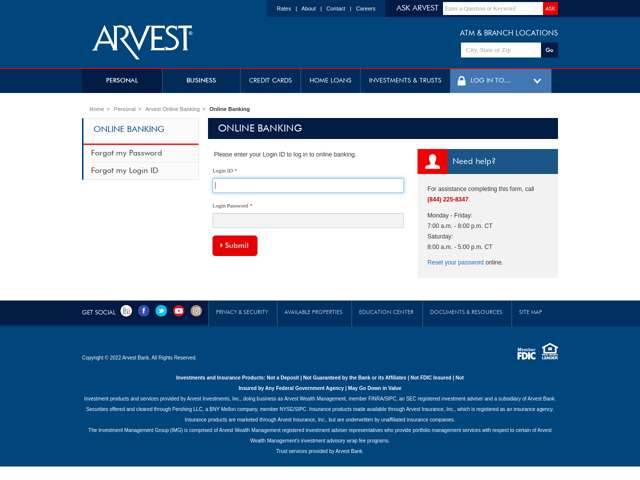 Rates | About | Contact | Careers
ASK ARVEST
Enter a Question or Keyword
ASK
ARVEST®
ATM & BRANCH LOCATIONS
City, State or Zip
Go
PERSONAL
BUSINESS
CREDIT CARDS
HOME LOANS
INVESTMENTS & TRUSTS
LOG IN TO...
Home > Personal > Arvest Online Banking > Online Banking
ONLINE BANKING
Forgot my Password
Forgot my Login ID
ONLINE BANKING
Please enter your Login ID to log in to online banking.
Login ID *
Login Password *
Submit
Need help?
For assistance completing this form, call
(844) 225-8347.
Monday - Friday:
7:00 a.m. - 8:00 p.m. CT
Saturday:
8:00 a.m. - 5:00 p.m. CT
Reset your password online.
GET SOCIAL
PRIVACY & SECURITY
AVAILABLE PROPERTIES
EDUCATION CENTER
DOCUMENTS & RESOURCES
SITE MAP
Copyright © 2022 Arvest Bank. All Rights Reserved.
Member
FDIC
LENDER
Investments and Insurance Products: Not a Deposit | Not Guaranteed by the Bank or its Affiliates | Not FDIC Insured | Not
Insured by Any Federal Government Agency | May Go Down in Value
Investment products and services provided by Arvest Investments, Inc., doing business as Arvest Wealth Management, member FINRA/SIPC, an SEC registered investment adviser and a subsidiary of Arvest Bank.
Securities offered and cleared through Pershing LLC, a BNY Mellon company, member NYSE/SIPC. Insurance products made available through Arvest Insurance, Inc., which is registered as an insurance agency.
Insurance products are marketed through Arvest Insurance, Inc., but are underwritten by unaffiliated insurance companies.
The Investment Management Group (IMG) is comprised of Arvest Wealth Management registered investment adviser representatives who provide portfolio management services with respect to certain of Arvest
Wealth Management's investment advisory wrap fee programs.
Trust services provided by Arvest Bank.